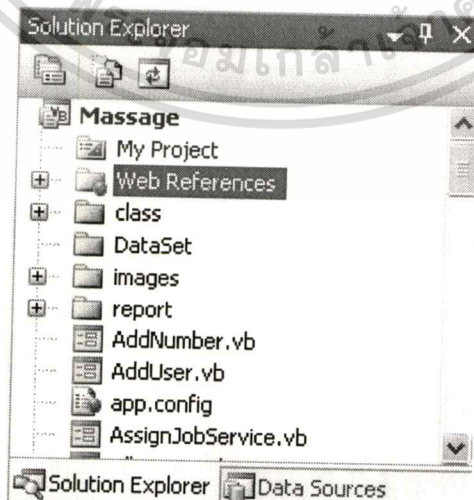 Solution Explorer
Massage
My Project
Web References
class
DataSet
images
report
AddNumber.vb
AddUser.vb
app.config
AssignJobService.vb
Solution Explorer Data Sources